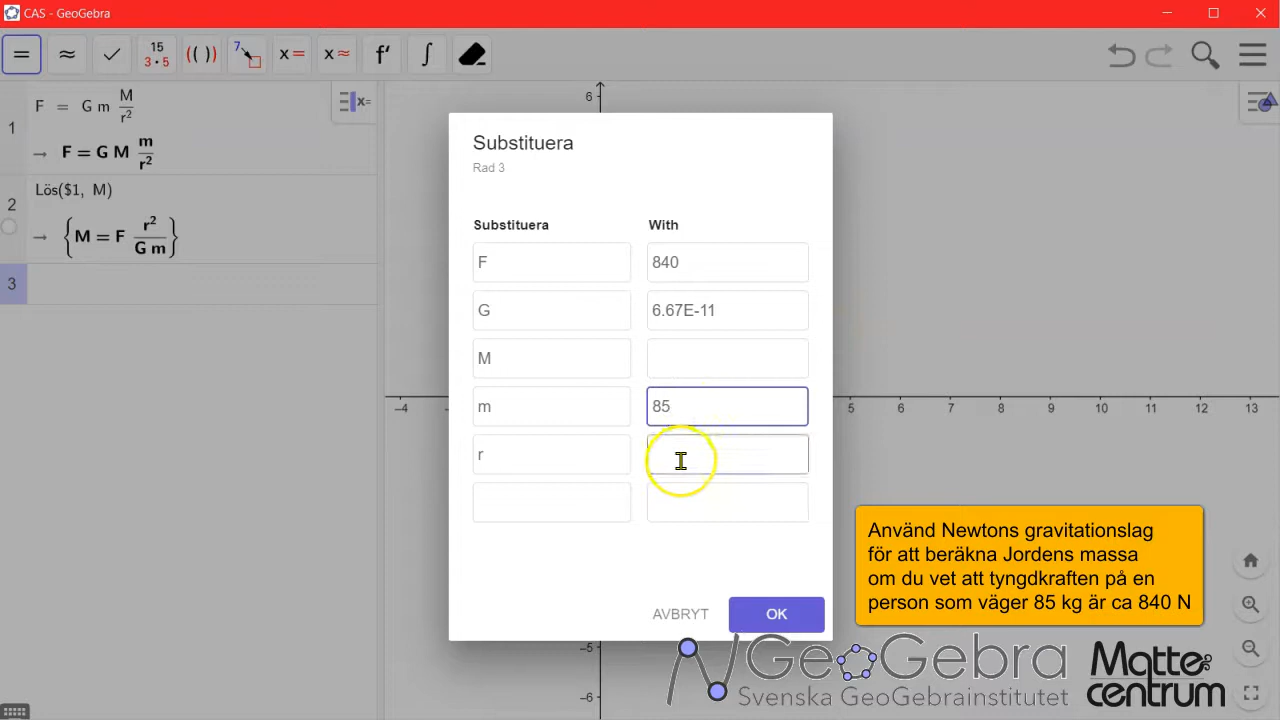 CAS - GeoGebra
= ≈ ✓ 15 3·5 (( )) 7 x= x≈ f' ∫
1 F = G m M/r² x=
→ F = G M m/r²
2 Lös($1, M)
→ {M = F r²/(G m)}
3
6
-4 5 6 7 8 9 10 11 12 13
-5
-6
Substituera
Rad 3
Substituera With
F 840
G 6.67E-11
M
m 85
r
AVBRYT OK
Använd Newtons gravitationslag
för att beräkna Jordens massa
om du vet att tyngdkraften på en
person som väger 85 kg är ca 840 N
GeoGebra
Svenska GeoGebrainstitutet
Matte
centrum